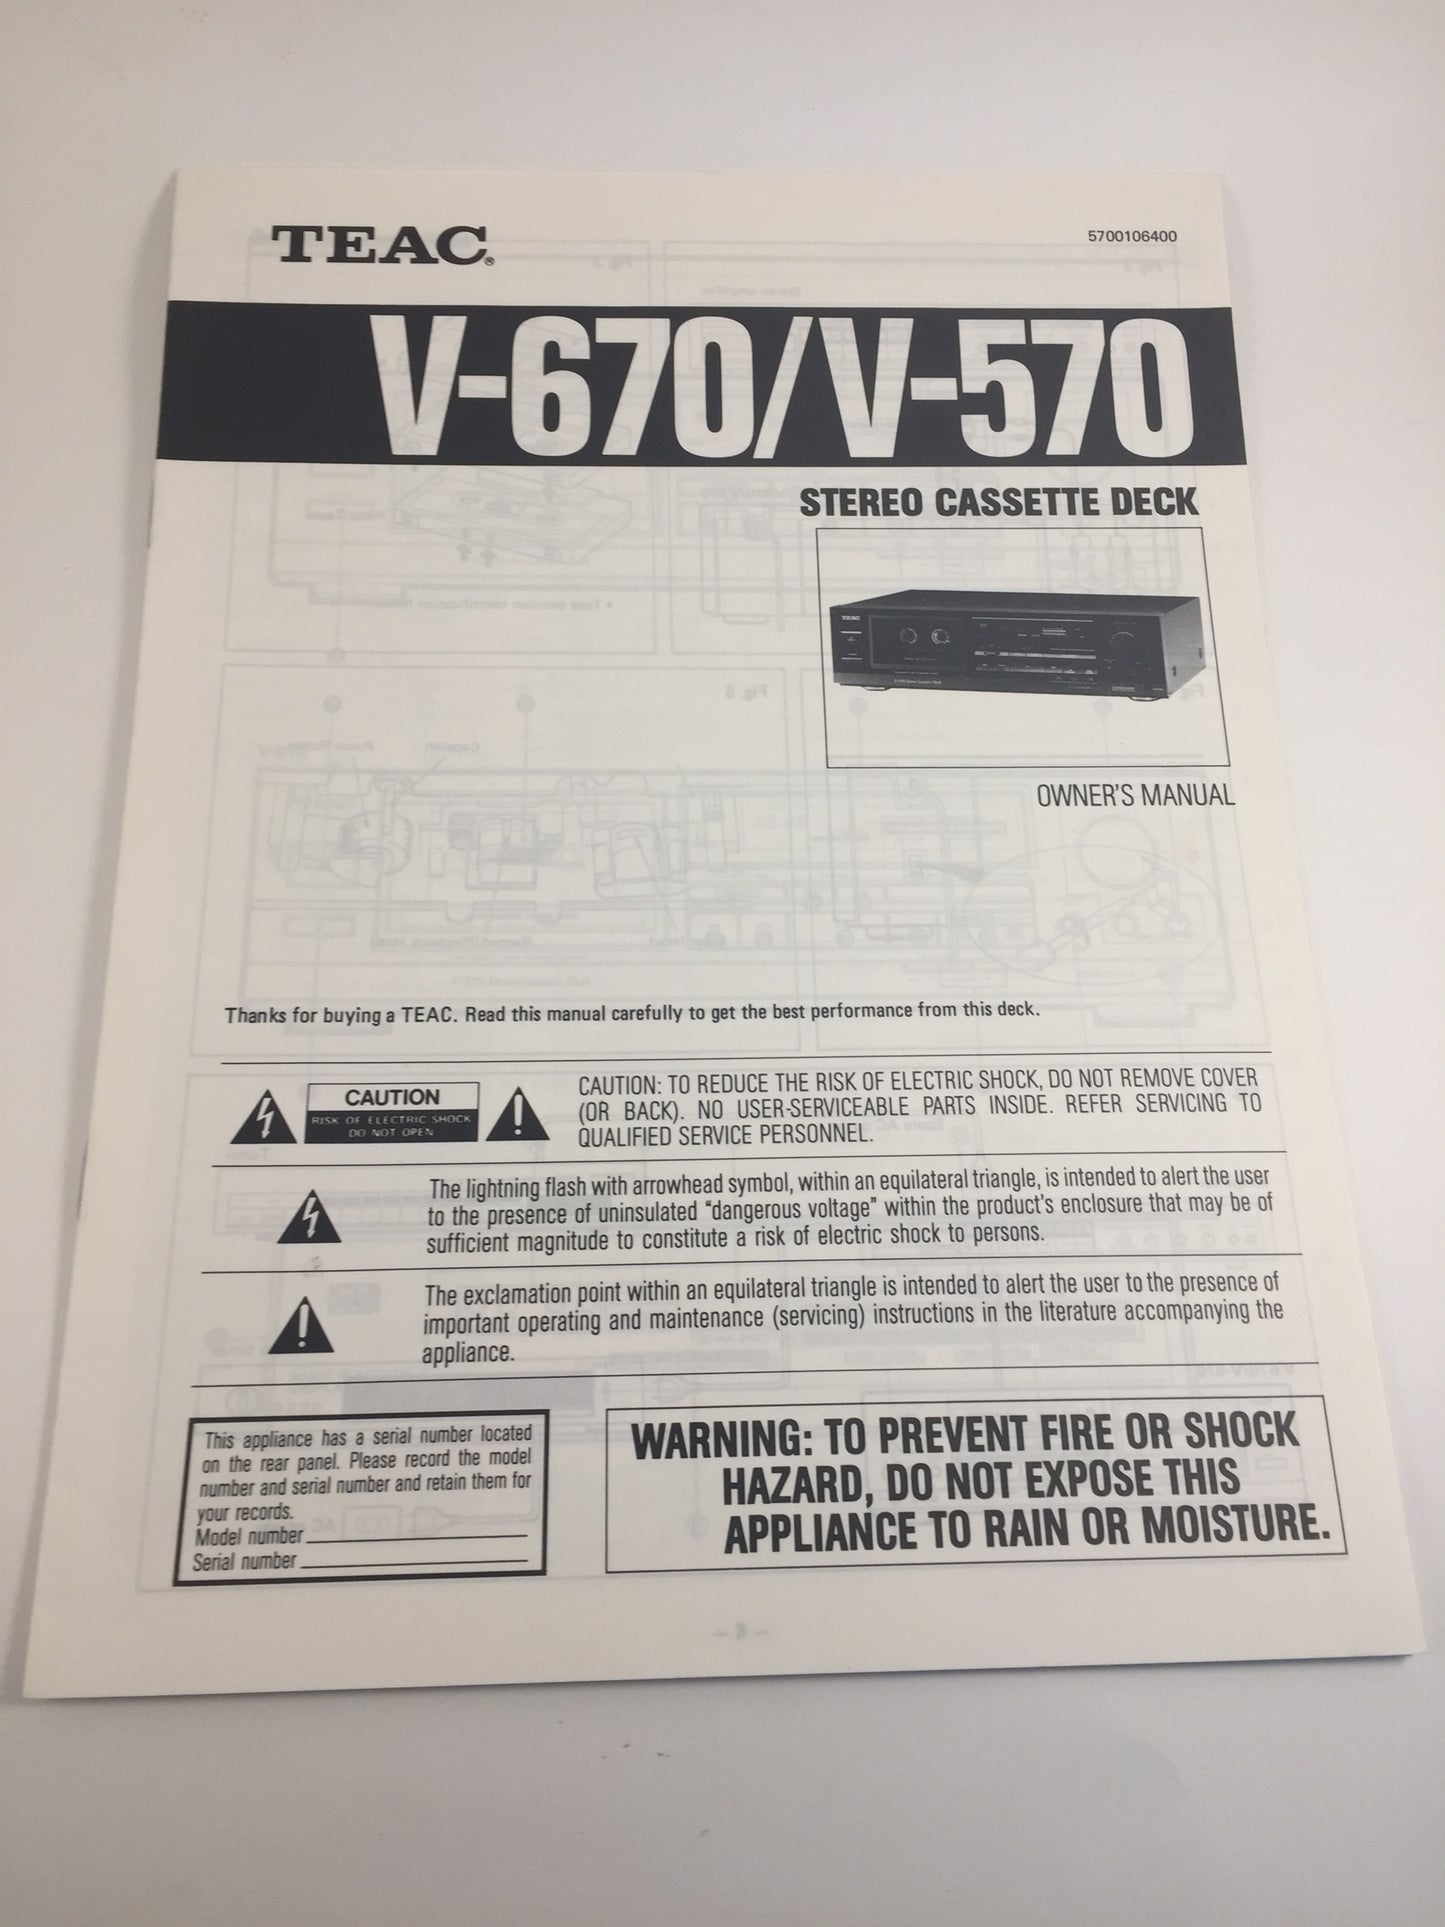 TEAC®
5700106400
V-670/V-570
STEREO CASSETTE DECK
TEAC
OWNER'S MANUAL
Thanks for buying a TEAC. Read this manual carefully to get the best performance from this deck.
CAUTION
RISK OF ELECTRIC SHOCK
DO NOT OPEN
CAUTION: TO REDUCE THE RISK OF ELECTRIC SHOCK, DO NOT REMOVE COVER
(OR BACK). NO USER-SERVICEABLE PARTS INSIDE. REFER SERVICING TO
QUALIFIED SERVICE PERSONNEL.
The lightning flash with arrowhead symbol, within an equilateral triangle, is intended to alert the user
to the presence of uninsulated "dangerous voltage" within the product's enclosure that may be of
sufficient magnitude to constitute a risk of electric shock to persons.
The exclamation point within an equilateral triangle is intended to alert the user to the presence of
important operating and maintenance (servicing) instructions in the literature accompanying the
appliance.
This appliance has a serial number located
on the rear panel. Please record the model
number and serial number and retain them for
your records.
Model number
Serial number
WARNING: TO PREVENT FIRE OR SHOCK
HAZARD, DO NOT EXPOSE THIS
APPLIANCE TO RAIN OR MOISTURE.